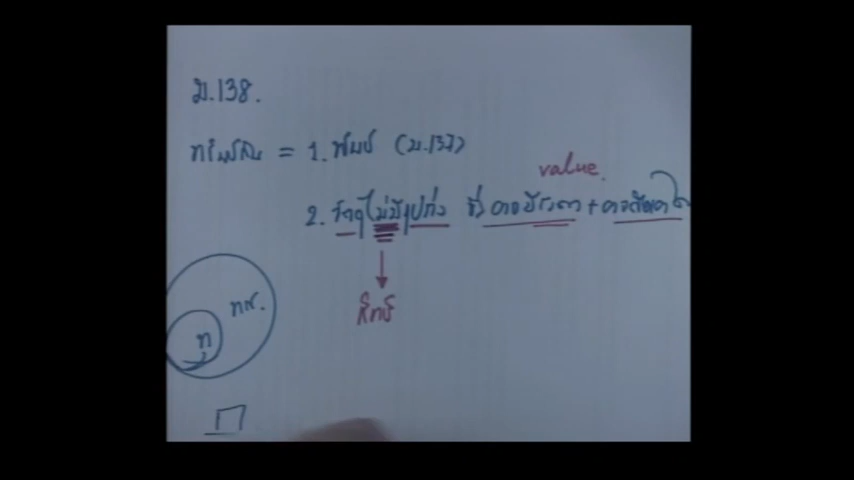 ม.138.
ทรัพย์สิน = 1. ทรัพย์ (ม.137)
value.
2. วัตถุไม่มีรูปร่าง ซึ่ง อาจมีราคา + อาจถือเอาได้
สิทธิ
ทส.
ท